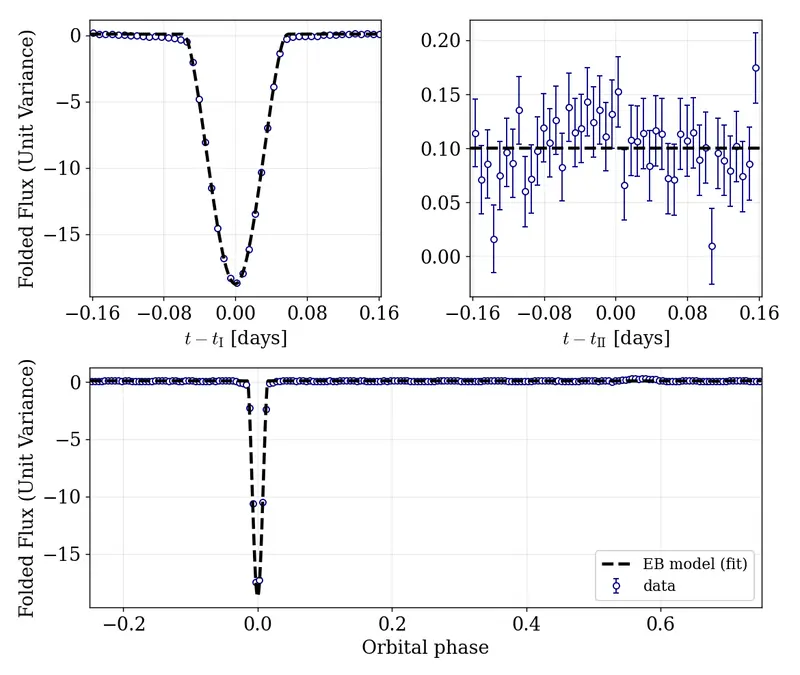 Folded Flux (Unit Variance)
0
−5
−10
−15
−0.16 −0.08 0.00 0.08 0.16
t − t_I [days]
0.20
0.15
0.10
0.05
0.00
−0.16 −0.08 0.00 0.08 0.16
t − t_II [days]
Folded Flux (Unit Variance)
0
−5
−10
−15
−0.2 0.0 0.2 0.4 0.6
Orbital phase
EB model (fit)
data